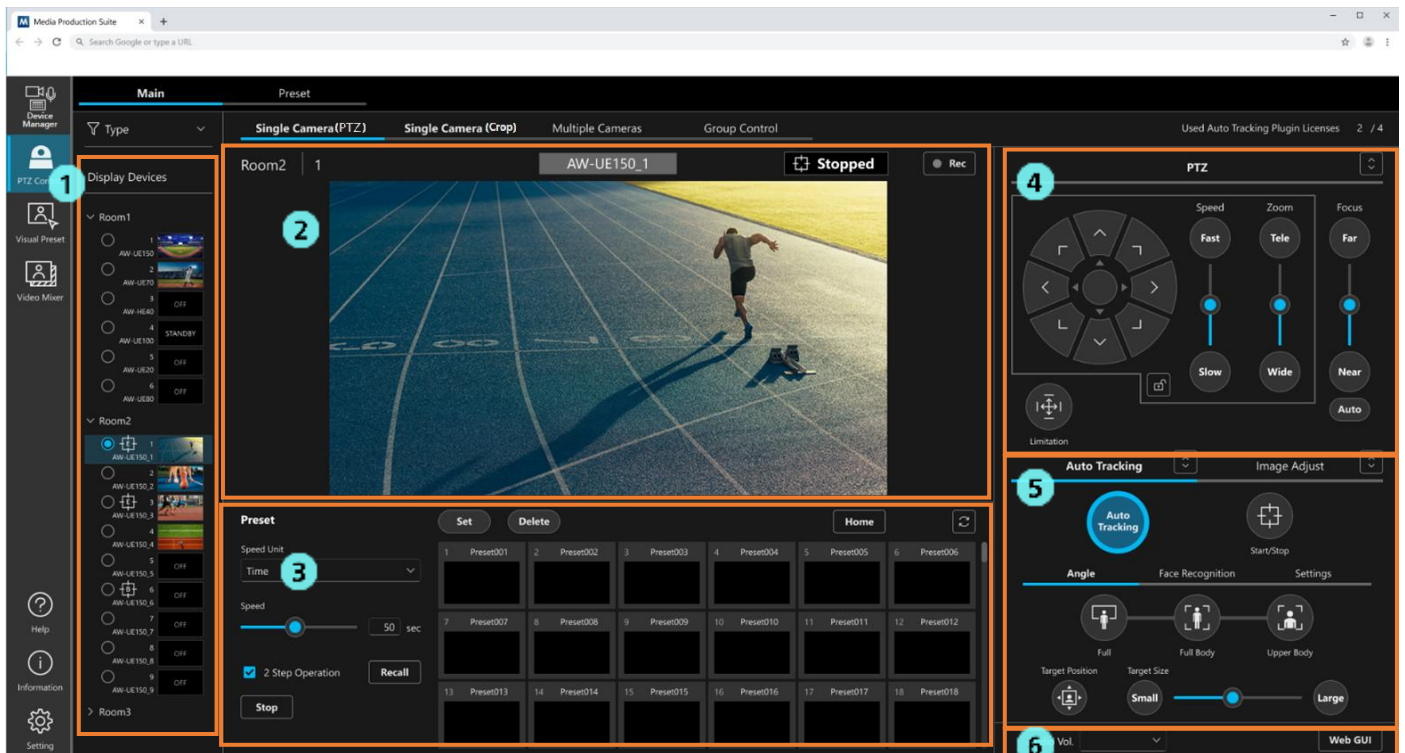 Media Production Suite
Search Google or type a URL
Device Manager
PTZ Con
Visual Preset
Video Mixer
Help
Information
Setting
Main
Preset
Type
Single Camera(PTZ)
Single Camera (Crop)
Multiple Cameras
Group Control
Used Auto Tracking Plugin Licenses 2 / 4
1
Display Devices
Room1
1
AW-UE150
2
AW-UE70
3
AW-HE40
OFF
4
AW-UE100
STANDBY
5
AW-UE20
OFF
6
AW-UE80
OFF
Room2
E 1
AW-UE150_1
2
AW-UE150_2
E 3
AW-UE150_3
4
AW-UE150_4
5
AW-UE150_5
OFF
B 6
AW-UE150_6
OFF
7
AW-UE150_7
OFF
8
AW-UE150_8
OFF
9
AW-UE150_9
OFF
Room3
Room2 | 1
AW-UE150_1
Stopped
Rec
2
Preset
Set
Delete
Home
Speed Unit
Time
3
Speed
50 sec
2 Step Operation
Recall
Stop
1 Preset001
2 Preset002
3 Preset003
4 Preset004
5 Preset005
6 Preset006
7 Preset007
8 Preset008
9 Preset009
10 Preset010
11 Preset011
12 Preset012
13 Preset013
14 Preset014
15 Preset015
16 Preset016
17 Preset017
18 Preset018
4
PTZ
Speed
Zoom
Focus
Fast
Tele
Far
Slow
Wide
Near
Auto
Limitation
Auto Tracking
Image Adjust
5
Auto Tracking
Start/Stop
Angle
Face Recognition
Settings
Full
Full Body
Upper Body
Target Position
Target Size
Small
Large
6
Vol.
Web GUI